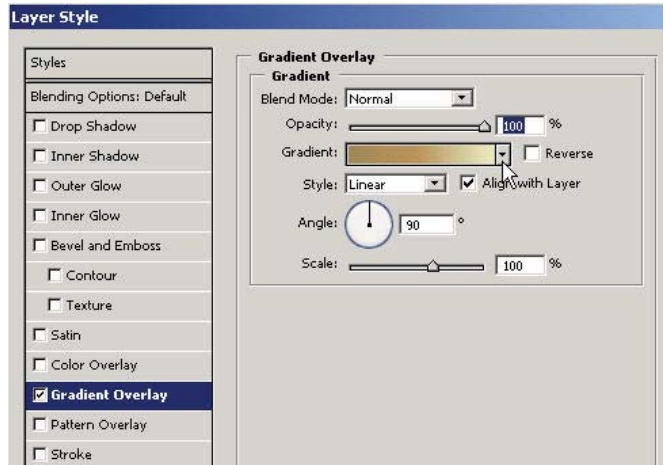 Layer Style
Styles
Blending Options: Default
Drop Shadow
Inner Shadow
Outer Glow
Inner Glow
Bevel and Emboss
Contour
Texture
Satin
Color Overlay
Gradient Overlay
Pattern Overlay
Stroke
Gradient Overlay
Gradient
Blend Mode: Normal
Opacity: 100 %
Gradient: Reverse
Style: Linear Align with Layer
Angle: 90 °
Scale: 100 %